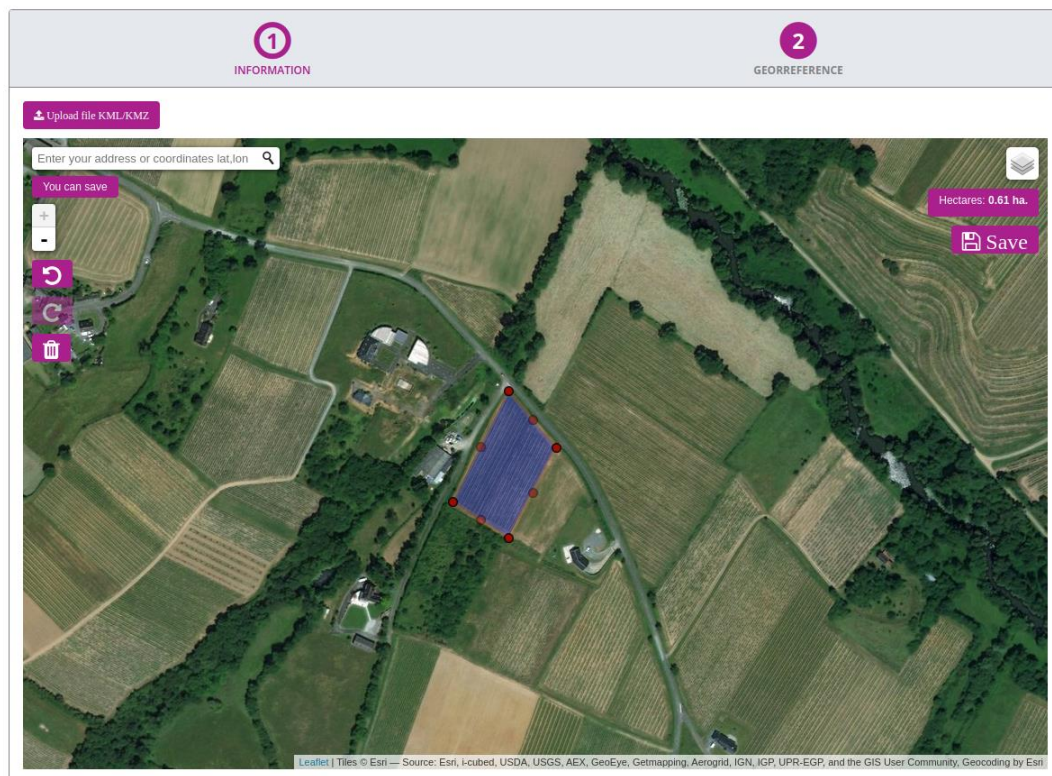 1
INFORMATION
2
GEORREFERENCE
Upload file KML/KMZ
Enter your address or coordinates lat,lon
You can save
+
-
Hectares: 0.61 ha.
Save
Leaflet | Tiles © Esri — Source: Esri, i-cubed, USDA, USGS, AEX, GeoEye, Getmapping, Aerogrid, IGN, IGP, UPR-EGP, and the GIS User Community, Geocoding by Esri